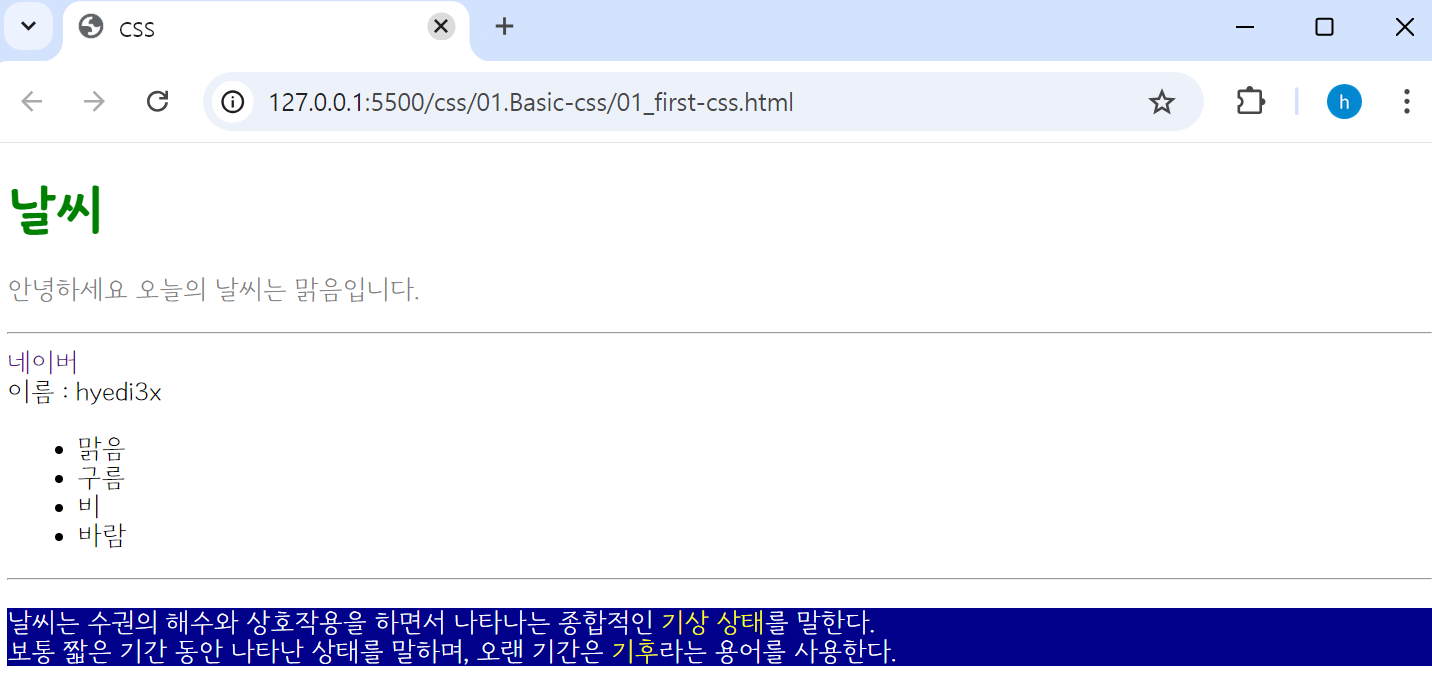 CSS
127.0.0.1:5500/css/01.Basic-css/01_first-css.html
h
날씨
안녕하세요 오늘의 날씨는 맑음입니다.
네이버
이름 : hyedi3x
맑음
구름
비
바람
날씨는 수권의 해수와 상호작용을 하면서 나타나는 종합적인 기상 상태를 말한다.
보통 짧은 기간 동안 나타난 상태를 말하며, 오랜 기간은 기후라는 용어를 사용한다.